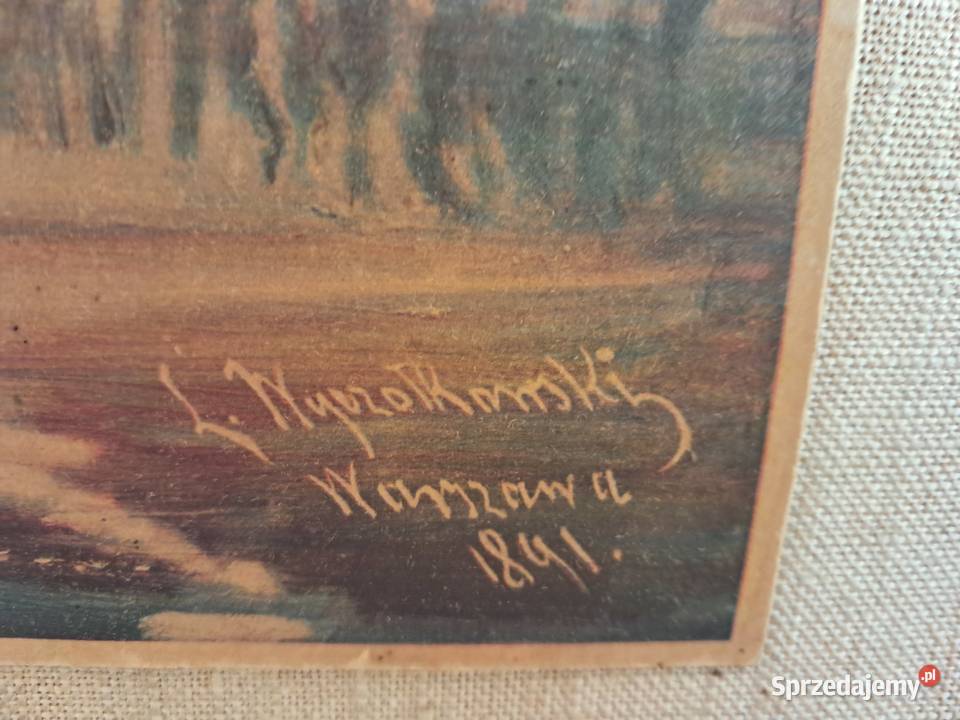 L. Wyczółkowski
Warszawa
1891.
Sprzedajemy.pl